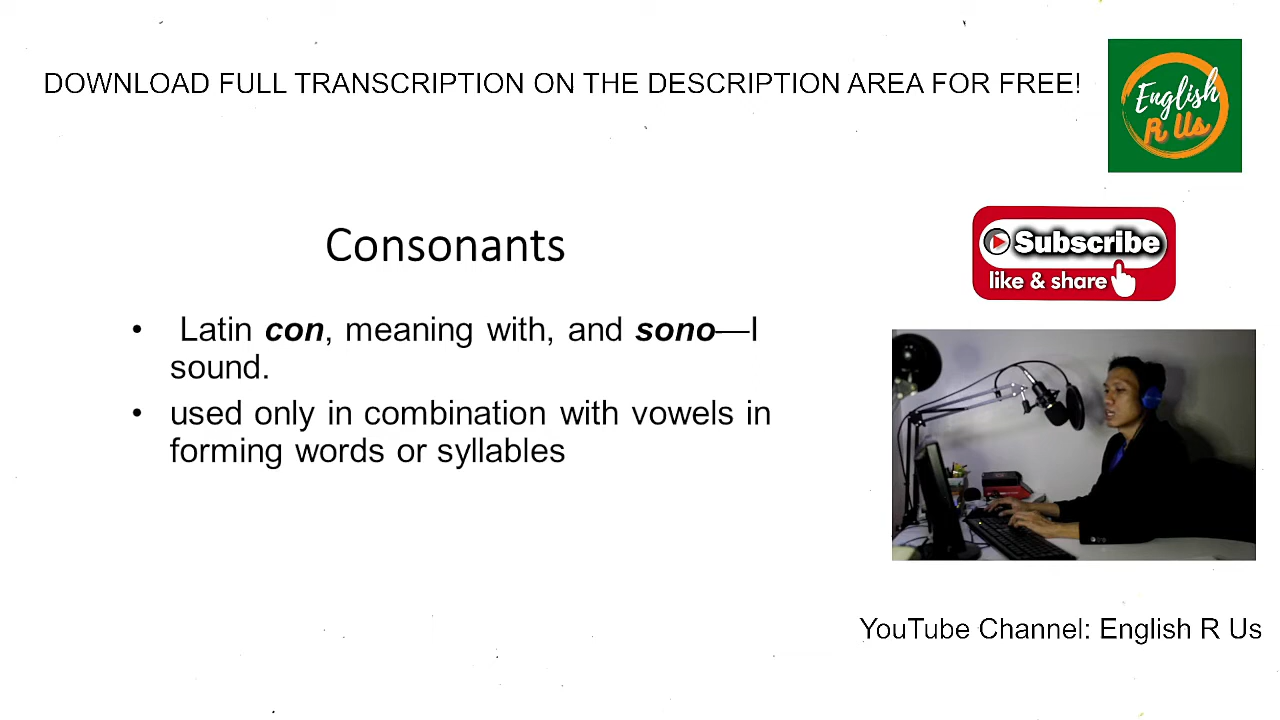 DOWNLOAD FULL TRANSCRIPTION ON THE DESCRIPTION AREA FOR FREE!
English
R Us
Consonants
Subscribe
like & share
• Latin con, meaning with, and sono—I
sound.
• used only in combination with vowels in
forming words or syllables
YouTube Channel: English R Us